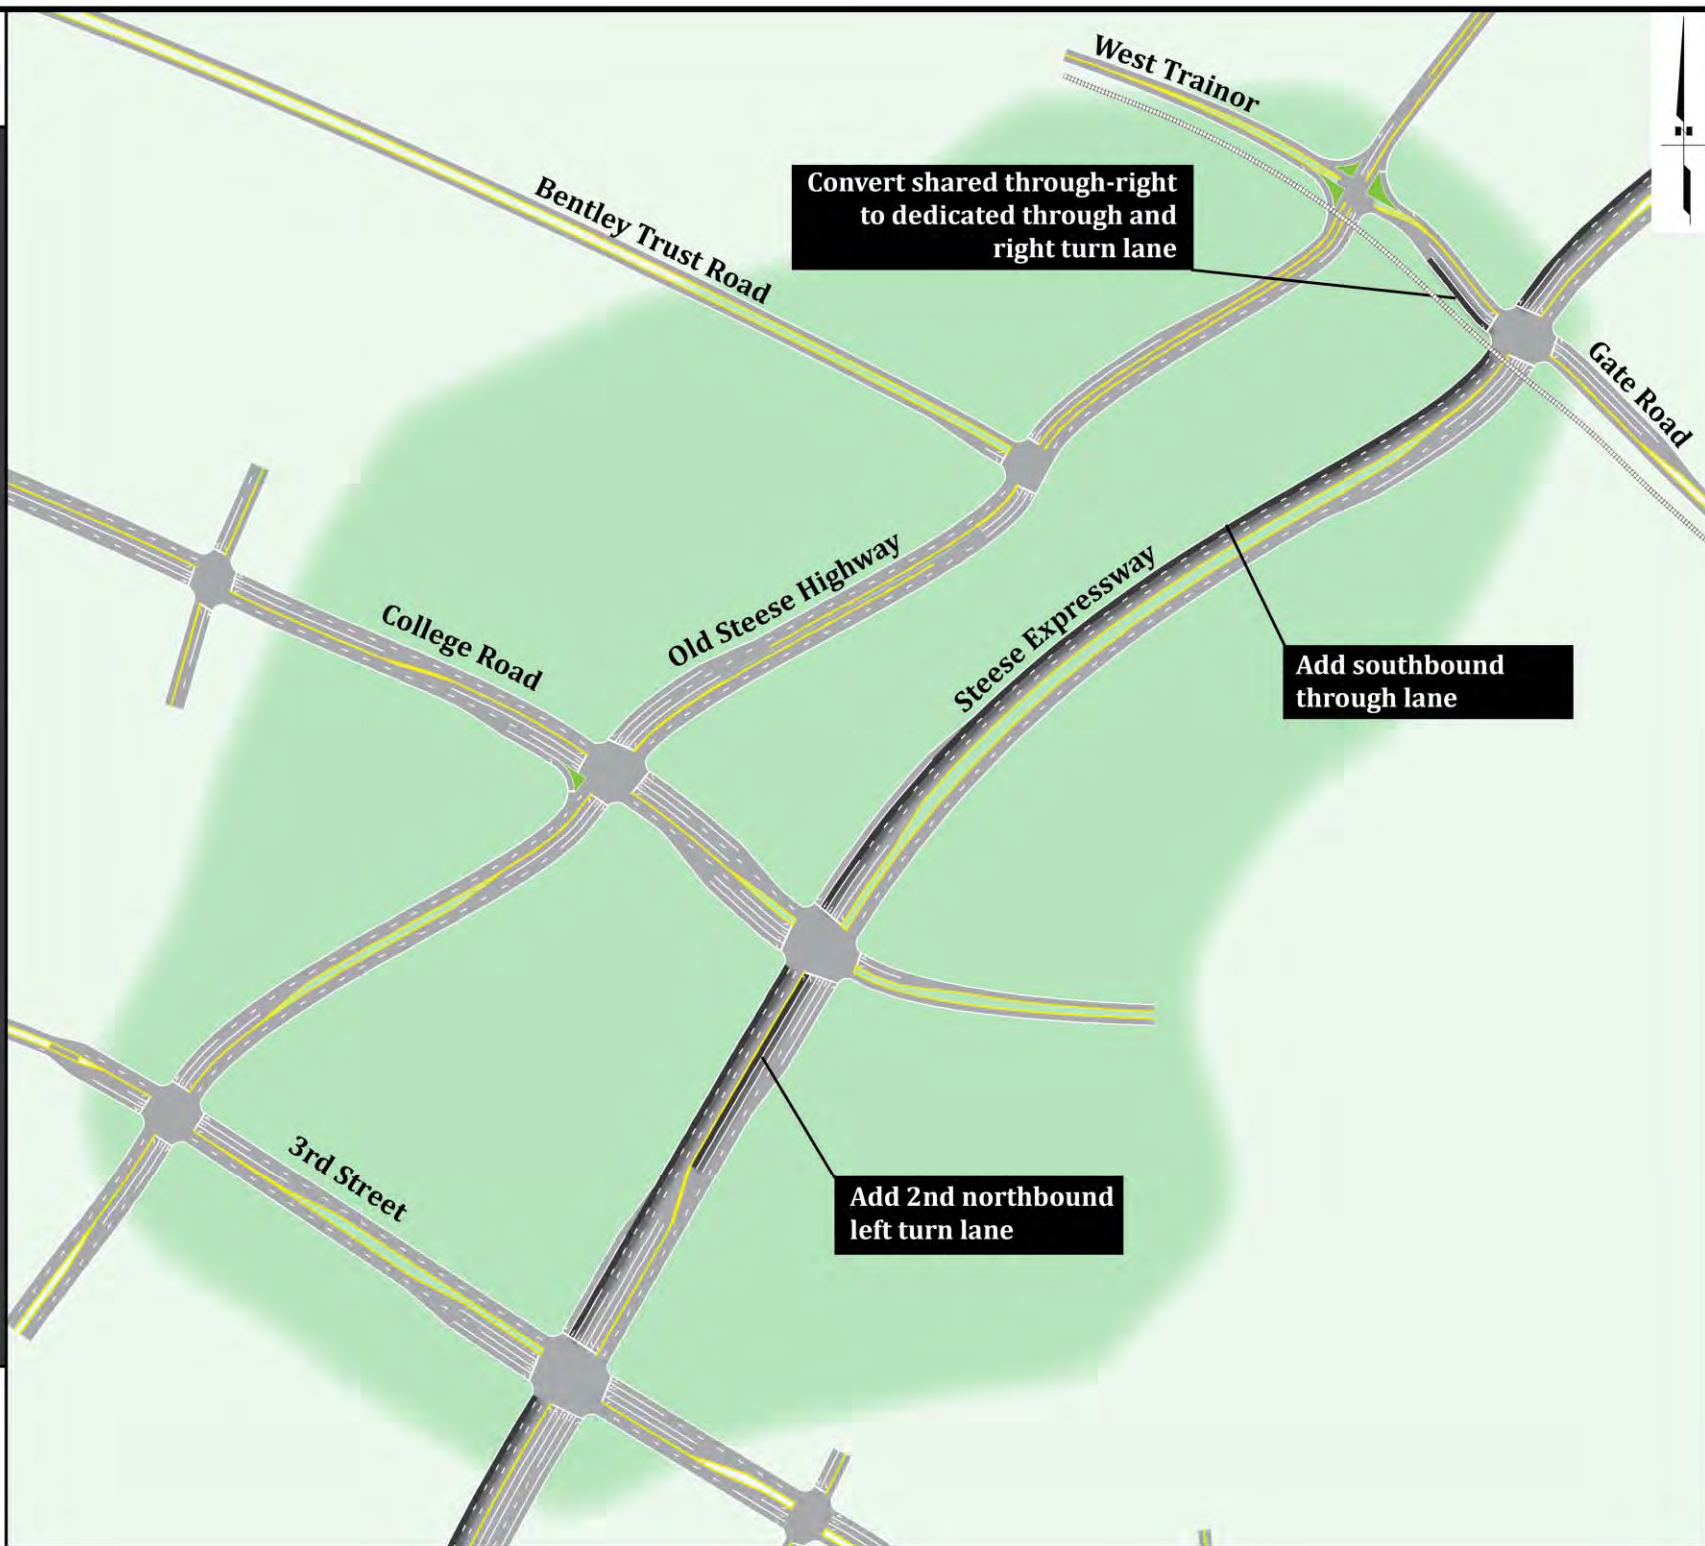 West Trainor
Convert shared through-right
to dedicated through and
right turn lane
Bentley Trust Road
Gate Road
College Road
Old Steese Highway
Steese Expressway
Add southbound
through lane
3rd Street
Add 2nd northbound
left turn lane